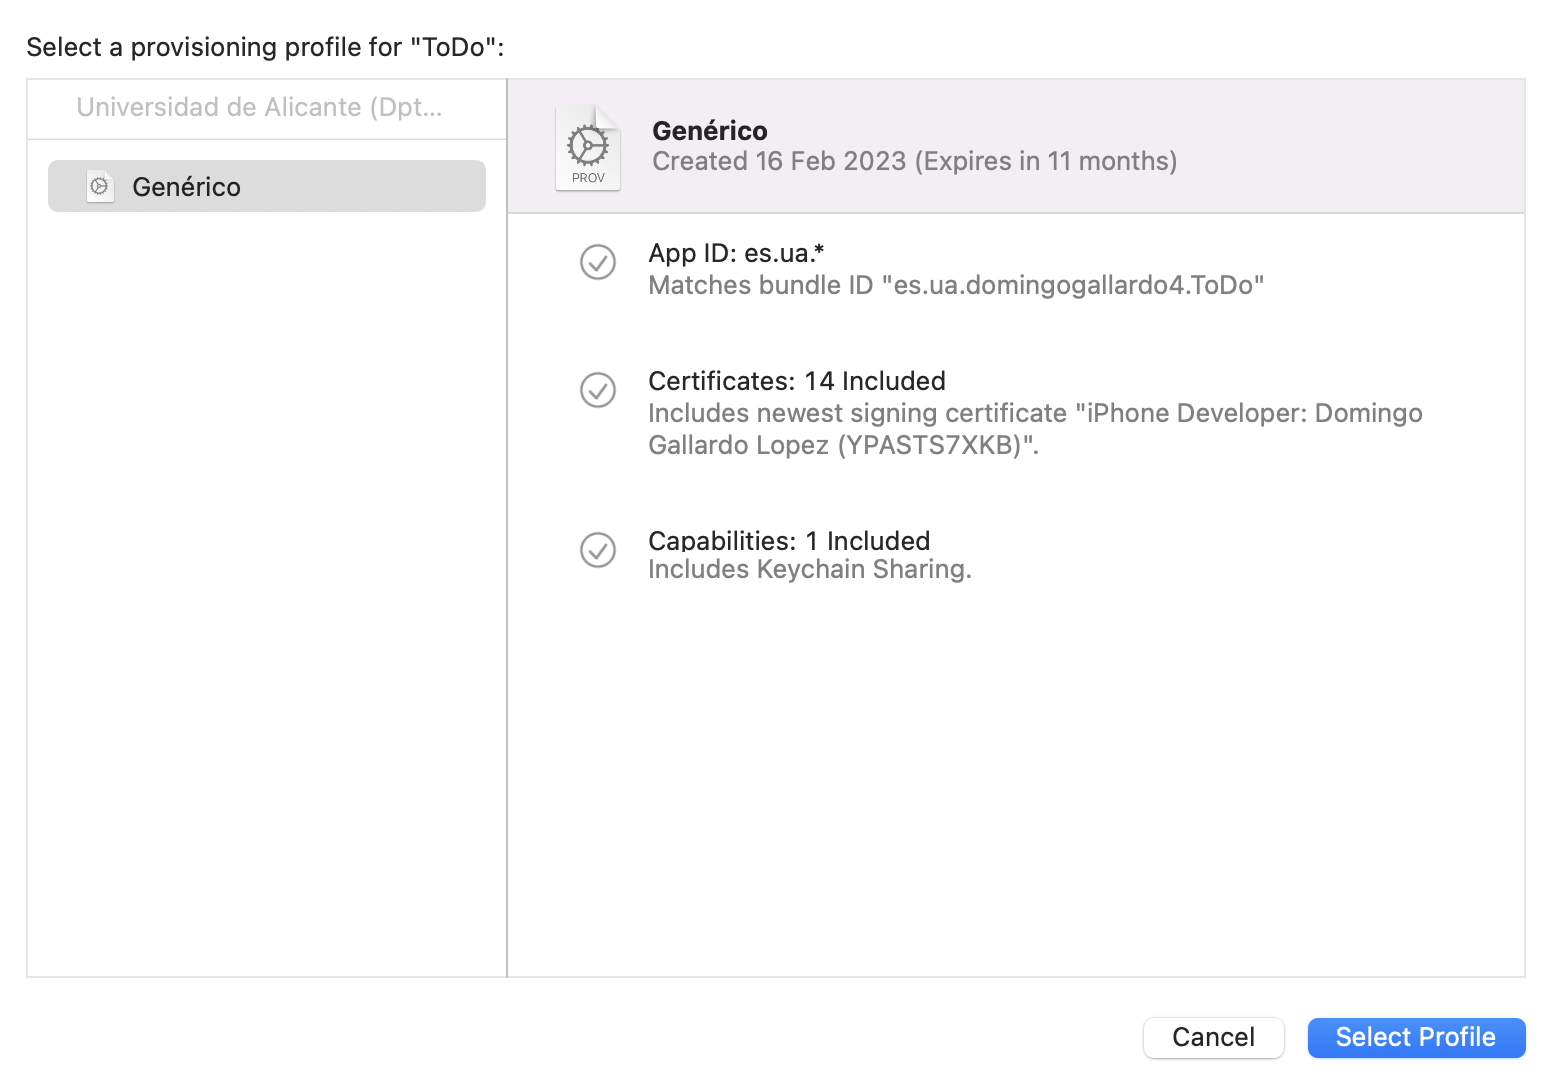 Select a provisioning profile for "ToDo":
Universidad de Alicante (Dpt...
Genérico
PROV
Genérico
Created 16 Feb 2023 (Expires in 11 months)
App ID: es.ua.*
Matches bundle ID "es.ua.domingogallardo4.ToDo"
Certificates: 14 Included
Includes newest signing certificate "iPhone Developer: Domingo
Gallardo Lopez (YPASTS7XKB)".
Capabilities: 1 Included
Includes Keychain Sharing.
Cancel
Select Profile